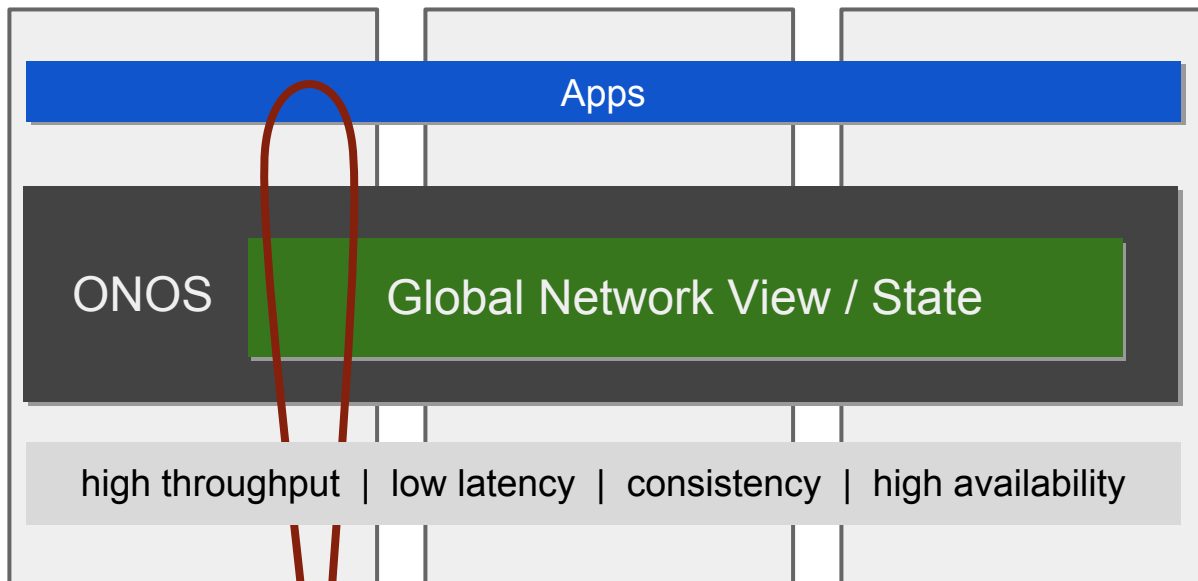 Apps
ONOS
Global Network View / State
high throughput | low latency | consistency | high availability